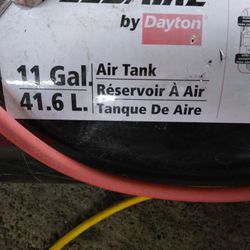 by Dayton
11 Gal.
41.6 L.
Air Tank
Réservoir À Air
Tanque De Aire